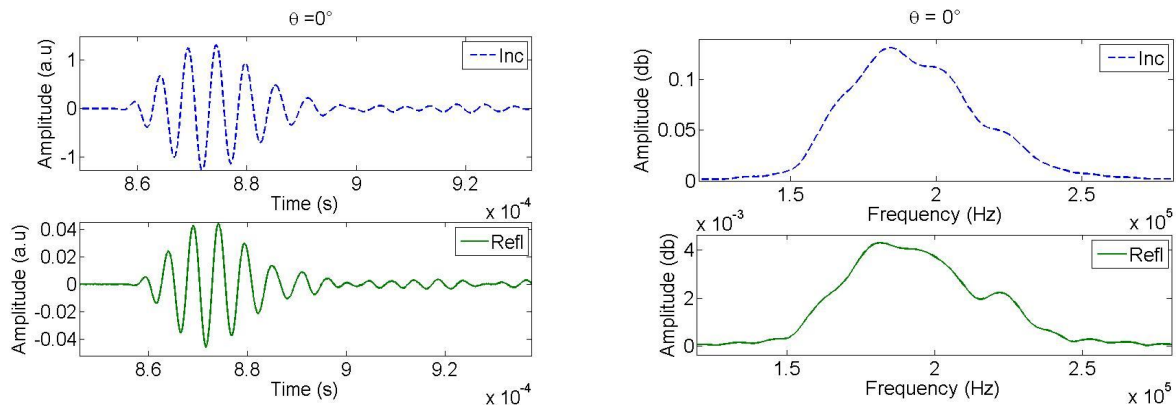 θ =0°
Amplitude (a.u)
1
0
-1
Inc
8.6
8.8
9
9.2
Time (s)
x 10⁻⁴
Amplitude (a.u)
0.04
0.02
0
-0.02
-0.04
Refl
8.6
8.8
9
9.2
Time (s)
x 10⁻⁴
θ = 0°
Amplitude (db)
0.1
0.05
0
Inc
1.5
2
2.5
Frequency (Hz)
x 10⁵
x 10⁻³
Amplitude (db)
4
2
0
Refl
1.5
2
2.5
Frequency (Hz)
x 10⁵